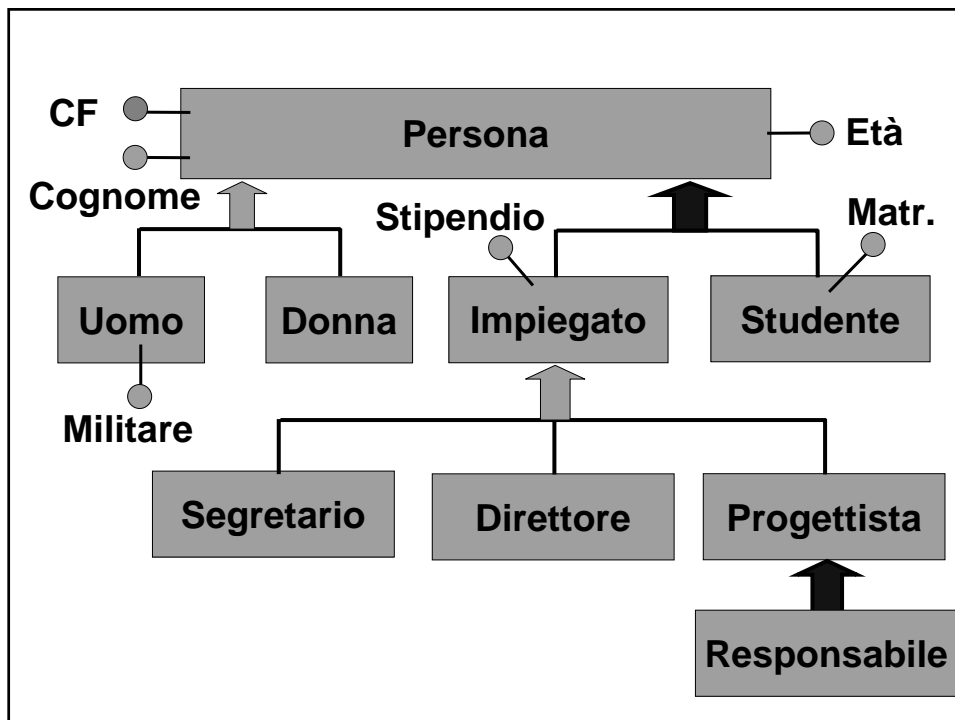 CF
Persona
Età
Cognome
Stipendio
Matr.
Uomo
Donna
Impiegato
Studente
Militare
Segretario
Direttore
Progettista
Responsabile